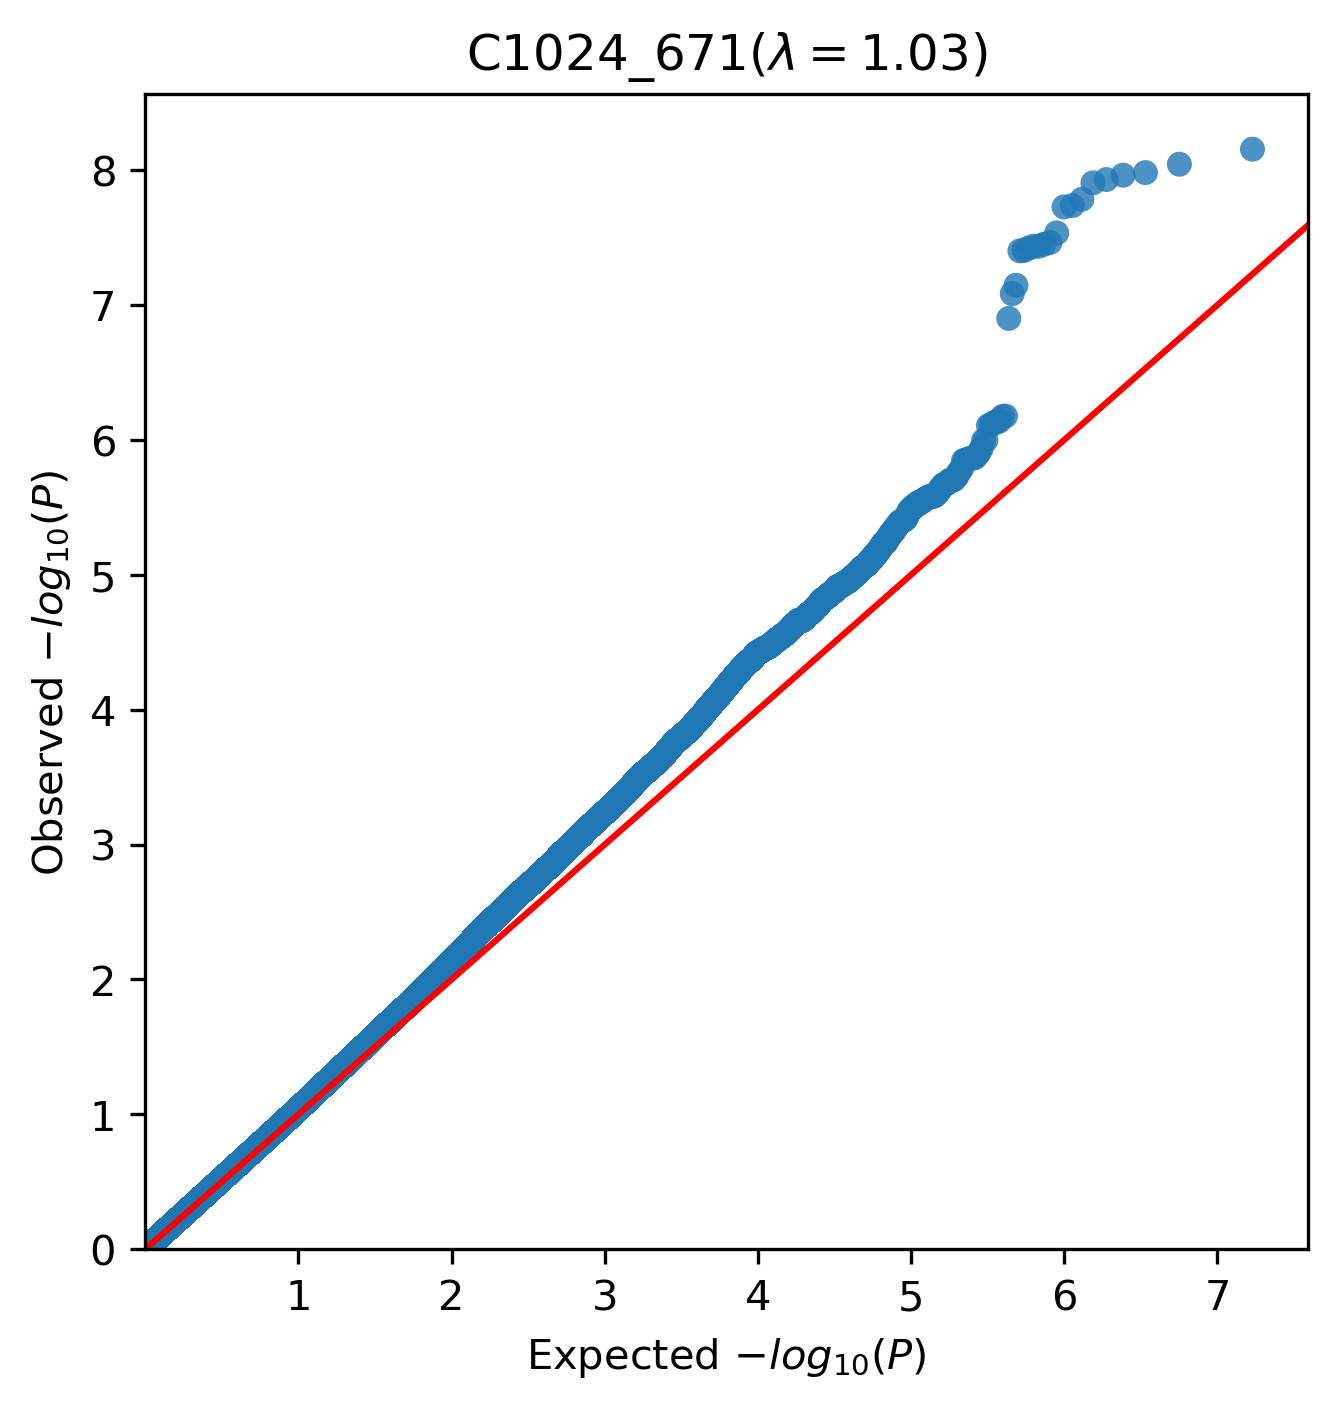 C1024_671(λ = 1.03)
Observed −log₁₀(P)
8
7
6
5
4
3
2
1
0
1 2 3 4 5 6 7
Expected −log₁₀(P)